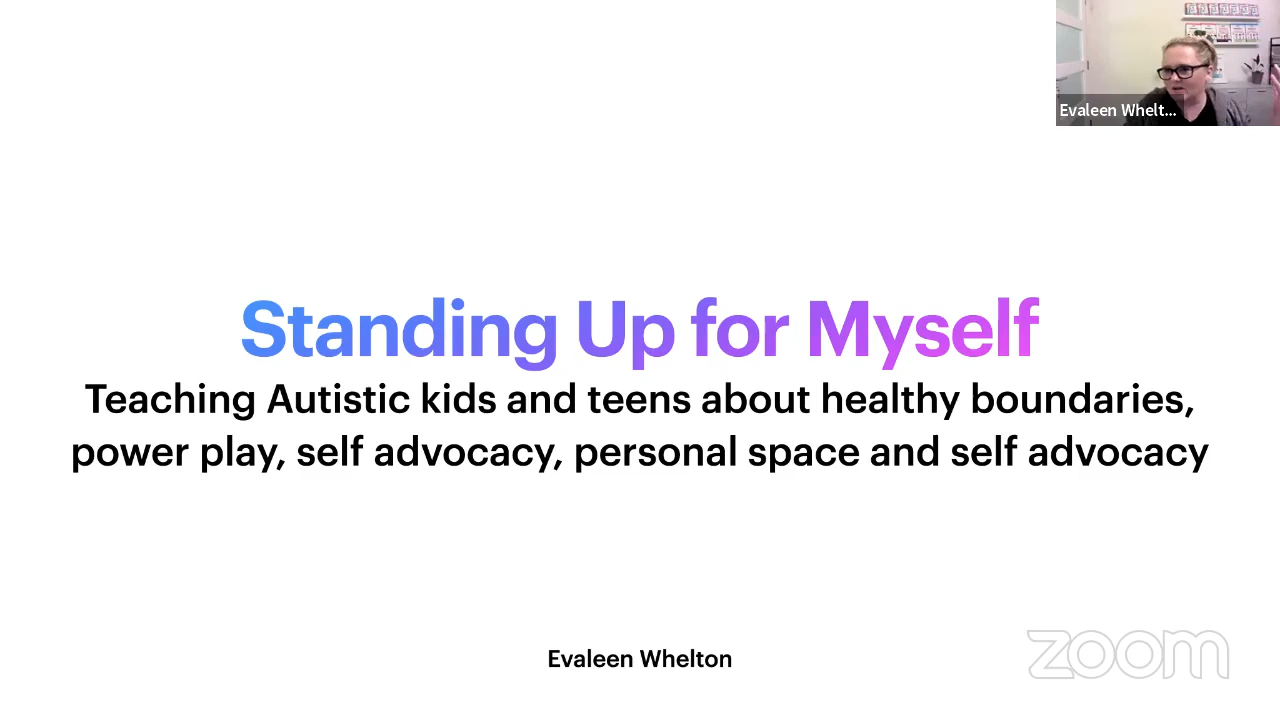 Evaleen Whelt...
Standing Up for Myself
Teaching Autistic kids and teens about healthy boundaries,
power play, self advocacy, personal space and self advocacy
Evaleen Whelton
zoom